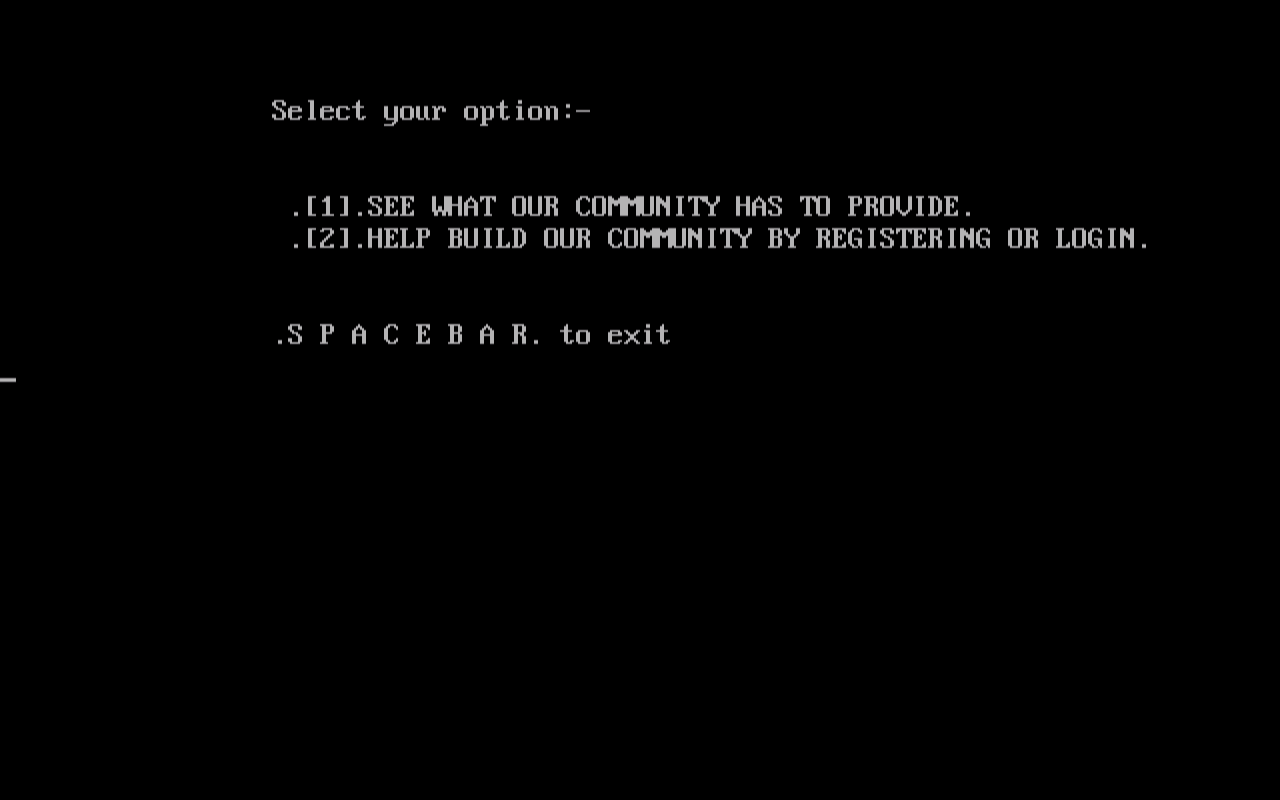 Select your option:-
.[1].SEE WHAT OUR COMMUNITY HAS TO PROVIDE.
.[2].HELP BUILD OUR COMMUNITY BY REGISTERING OR LOGIN.
.S P A C E B A R. to exit